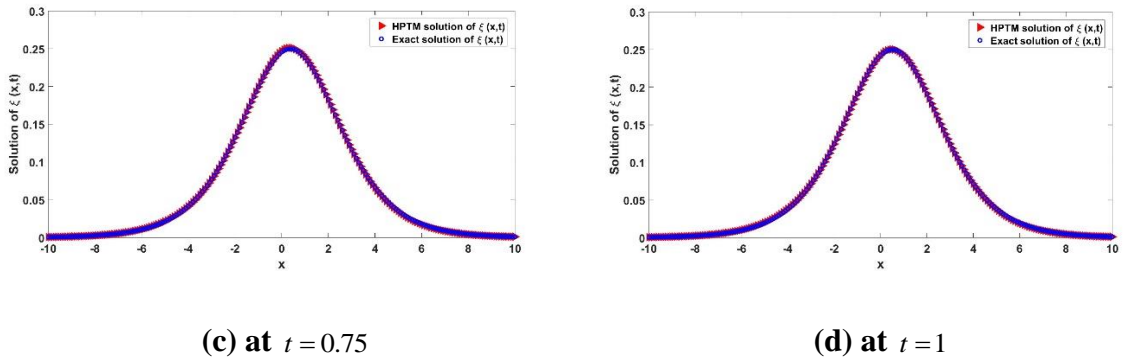 0.3
0.25
0.2
0.15
0.1
0.05
0
Solution of ξ (x,t)
HPTM solution of ξ (x,t)
Exact solution of ξ (x,t)
-10 -8 -6 -4 -2 0 2 4 6 8 10
x
(c) at t = 0.75
0.3
0.25
0.2
0.15
0.1
0.05
0
Solution of ξ (x,t)
HPTM solution of ξ (x,t)
Exact solution of ξ (x,t)
-10 -8 -6 -4 -2 0 2 4 6 8 10
x
(d) at t = 1